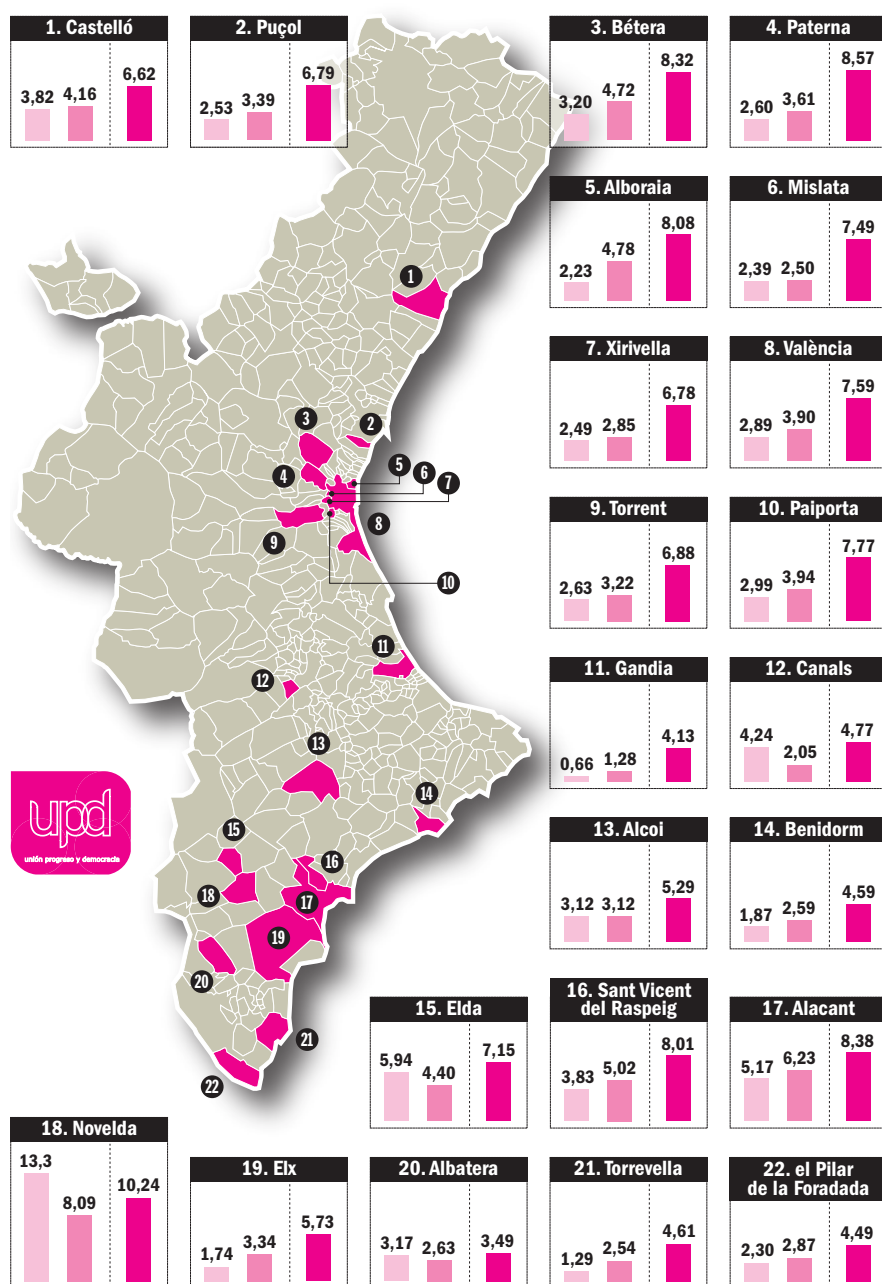 1. Castelló
3,82 4,16 6,62
2. Puçol
2,53 3,39 6,79
3. Bétera
3,20 4,72 8,32
4. Paterna
2,60 3,61 8,57
5. Alboraia
2,23 4,78 8,08
6. Mislata
2,39 2,50 7,49
7. Xirivella
2,49 2,85 6,78
8. València
2,89 3,90 7,59
9. Torrent
2,63 3,22 6,88
10. Paiporta
2,99 3,94 7,77
11. Gandia
0,66 1,28 4,13
12. Canals
4,24 2,05 4,77
13. Alcoi
3,12 3,12 5,29
14. Benidorm
1,87 2,59 4,59
15. Elda
5,94 4,40 7,15
16. Sant Vicent
del Raspeig
3,83 5,02 8,01
17. Alacant
5,17 6,23 8,38
18. Novelda
13,3 8,09 10,24
19. Elx
1,74 3,34 5,73
20. Albatera
3,17 2,63 3,49
21. Torrevella
1,29 2,54 4,61
22. el Pilar
de la Foradada
2,30 2,87 4,49
1
2
3
4
5
6
7
8
9
10
11
12
13
14
15
16
17
18
19
20
21
22
upd
unión progreso y democracia